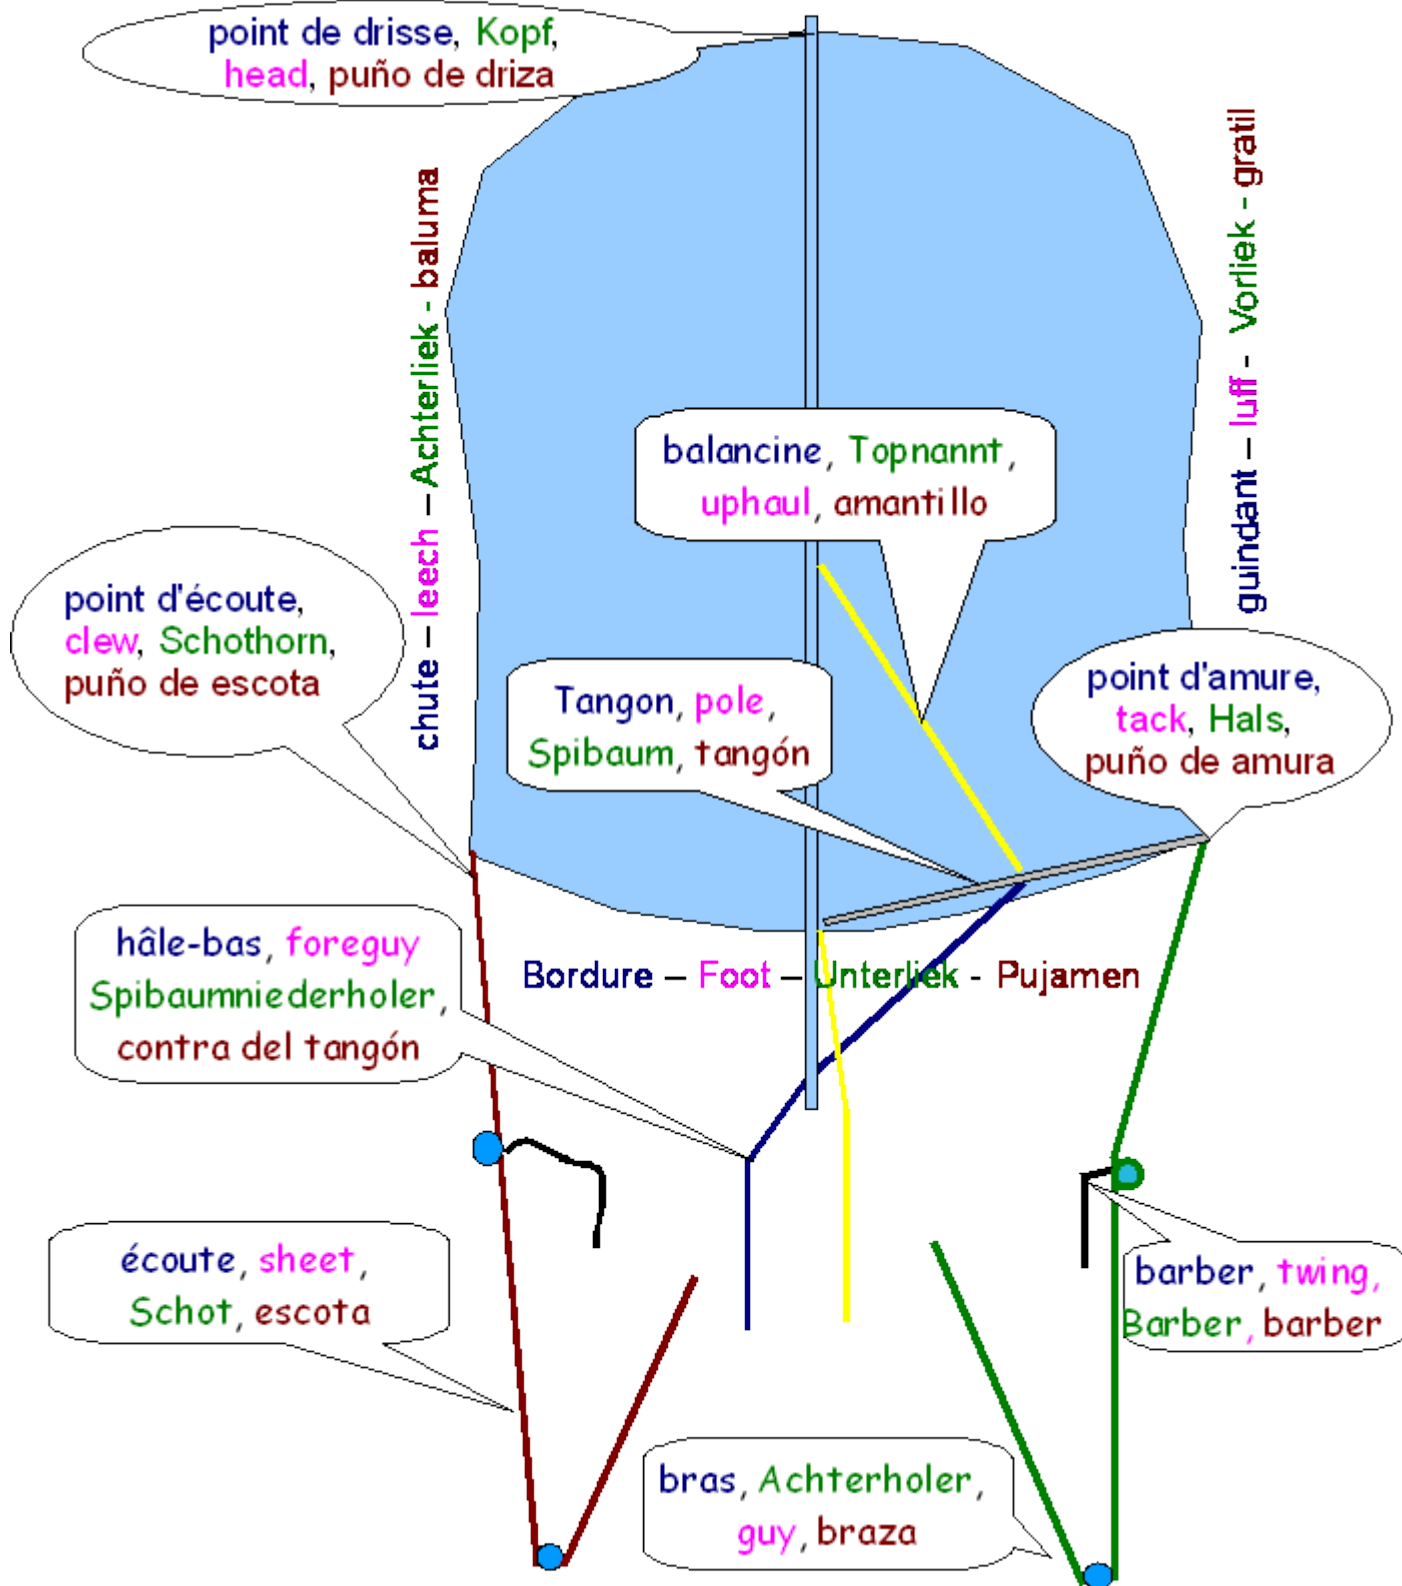 point de drisse, Kopf,
head, puño de driza
chute – leech – Achterliek - baluma
guindant – luff - Vorliek - gratil
balancine, Topnannt,
uphaul, amantillo
point d'écoute,
clew, Schothorn,
puño de escota
Tangon, pole,
Spibaum, tangón
point d'amure,
tack, Hals,
puño de amura
hâle-bas, foreguy
Spibaumniederholer,
contra del tangón
Bordure – Foot – Unterliek - Pujamen
écoute, sheet,
Schot, escota
barber, twing,
Barber, barber
bras, Achterholer,
guy, braza